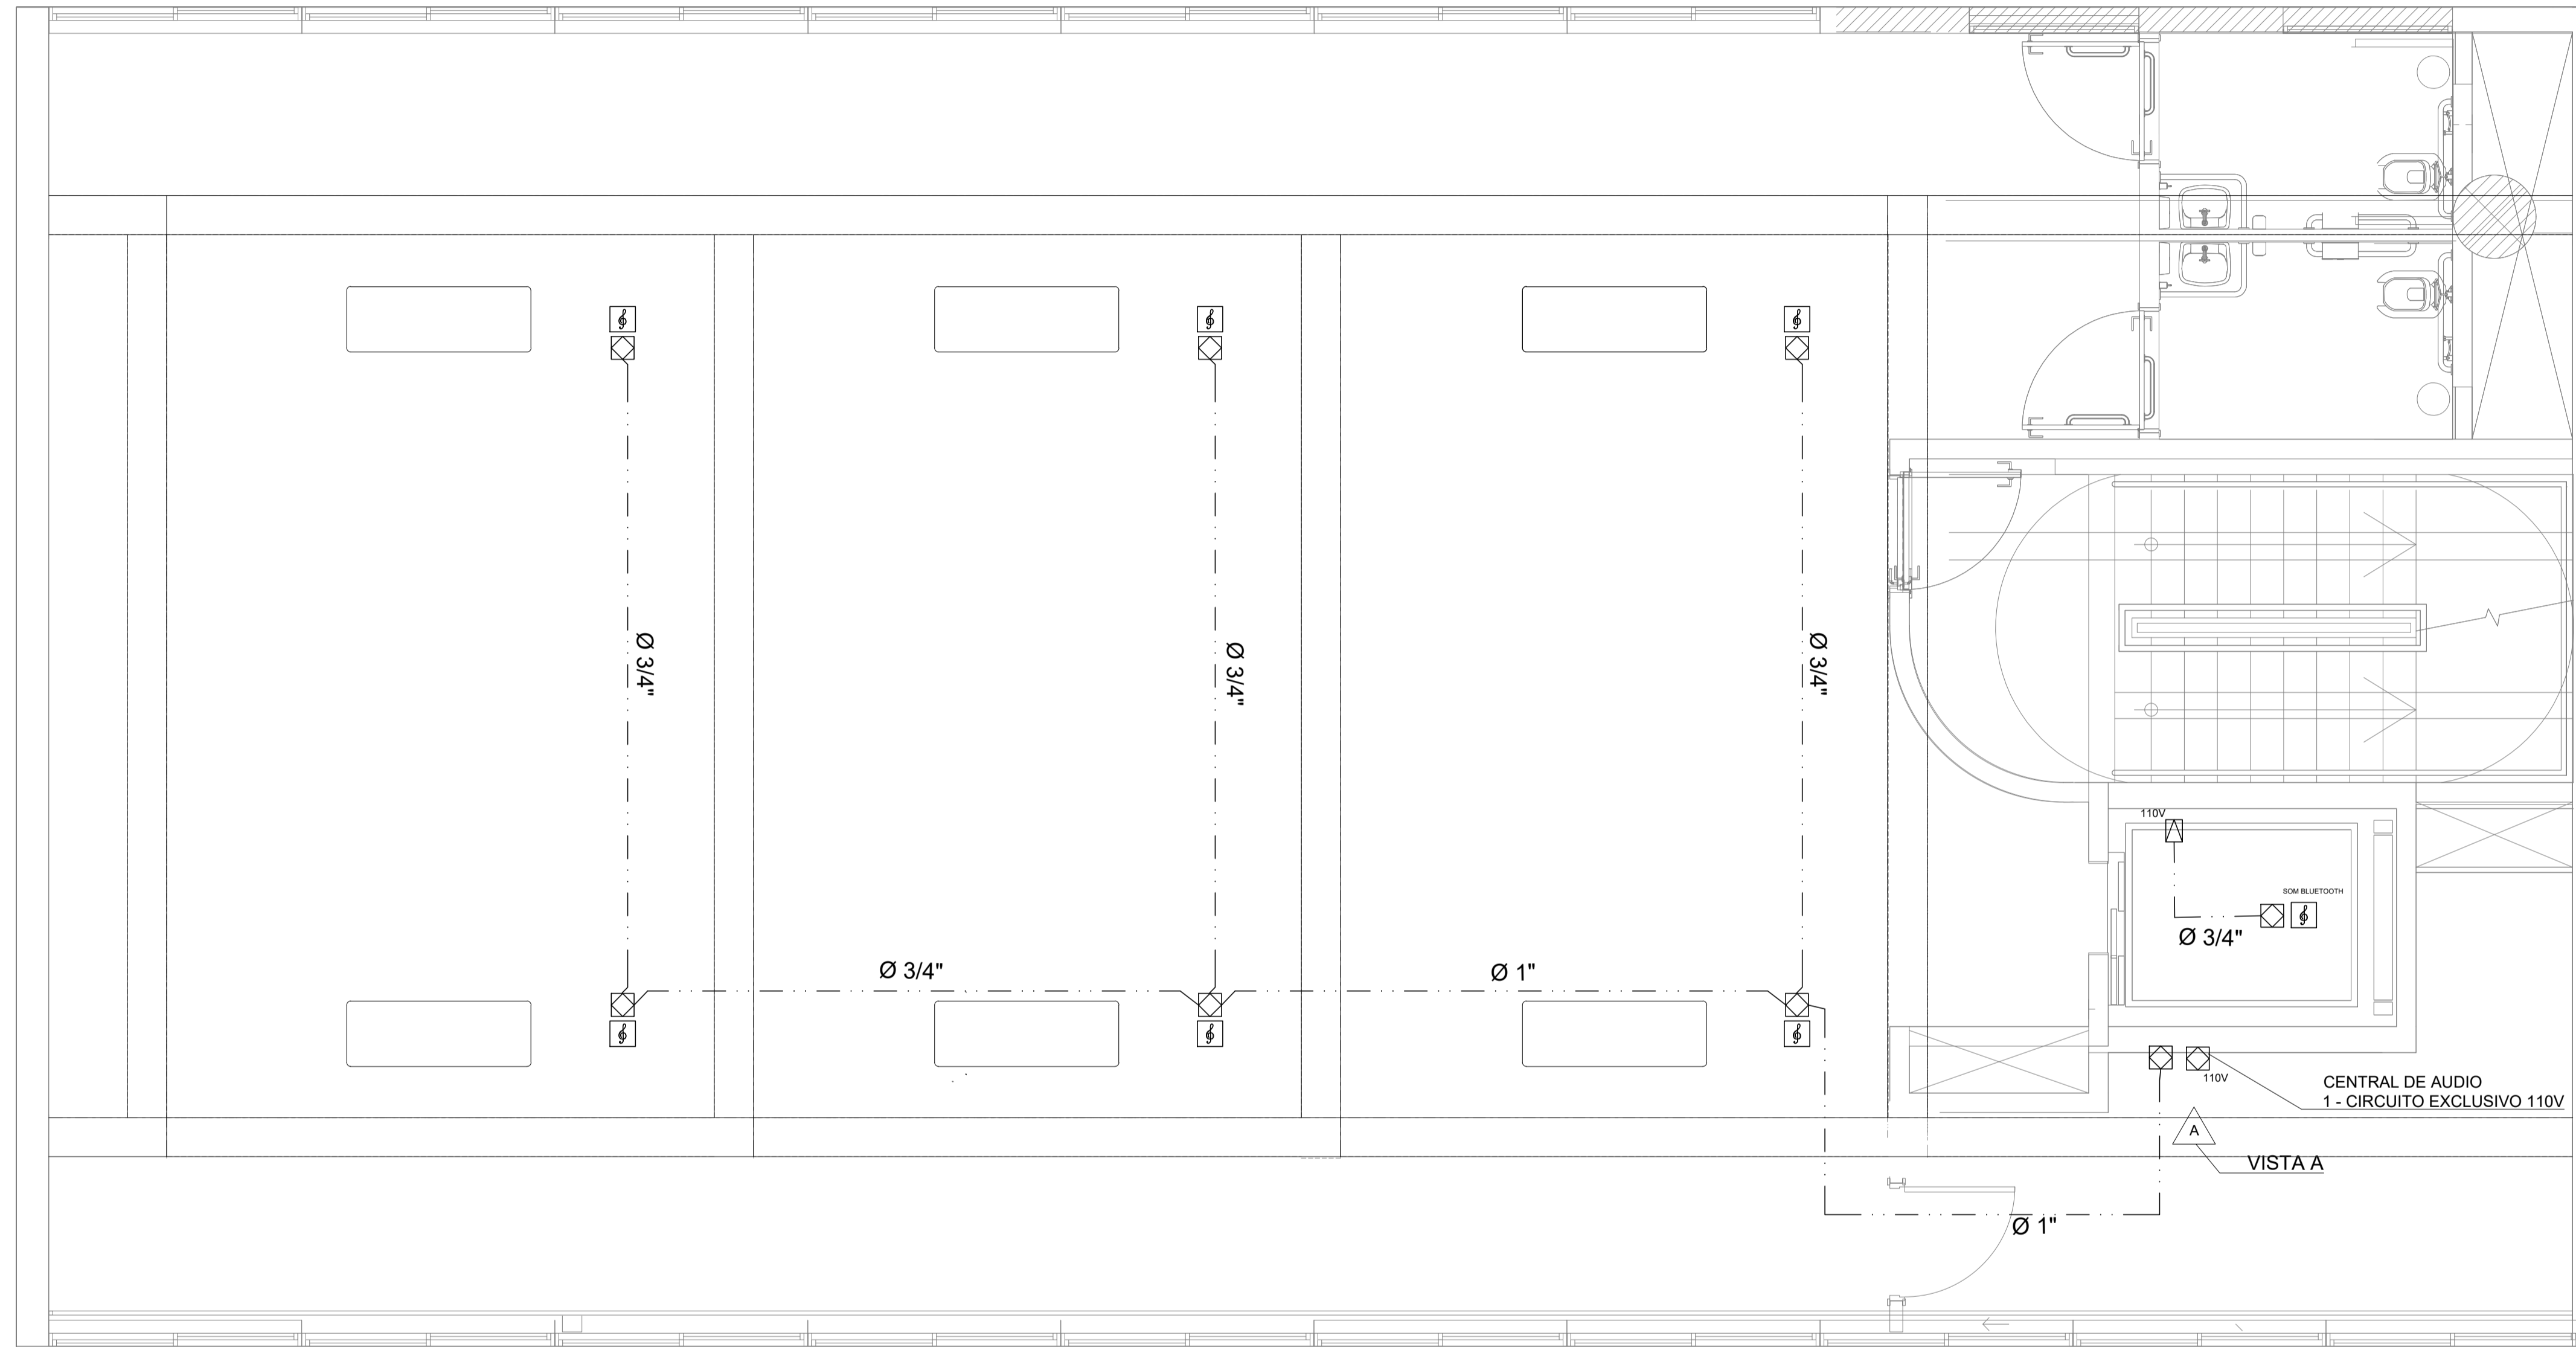 Ø 3/4"
Ø 3/4"
Ø 3/4"
110V
SOM BLUETOOTH
Ø 3/4"
Ø 3/4"
Ø 1"
110V
CENTRAL DE AUDIO
1 - CIRCUITO EXCLUSIVO 110V
A
VISTA A
Ø 1"